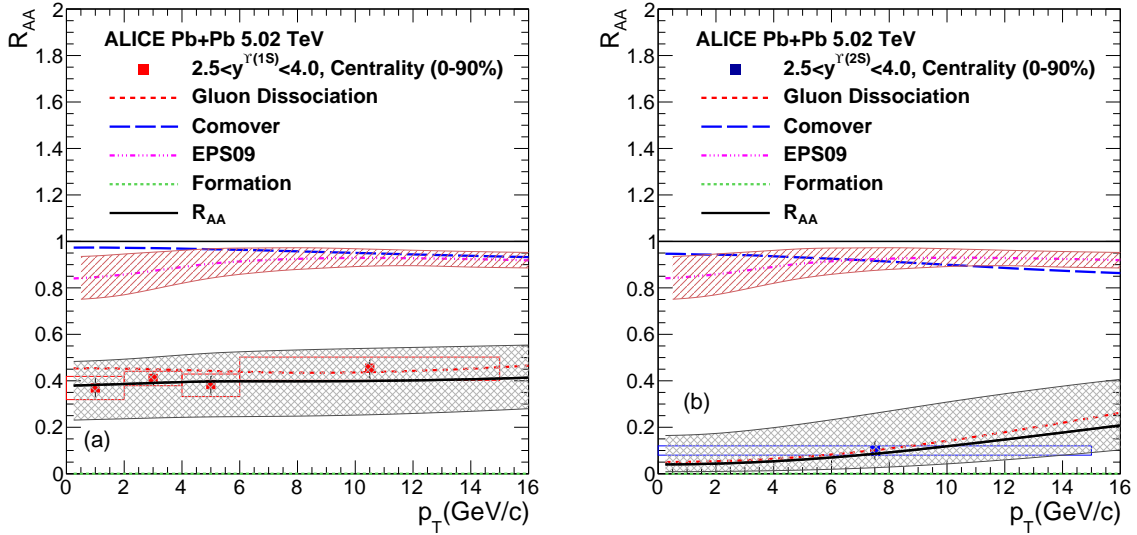 R_AA
2
1.8
1.6
1.4
1.2
1
0.8
0.6
0.4
0.2
0
ALICE Pb+Pb 5.02 TeV
2.5<y^Υ(1S)<4.0, Centrality (0-90%)
Gluon Dissociation
Comover
EPS09
Formation
R_AA
(a)
0 2 4 6 8 10 12 14 16
p_T(GeV/c)
R_AA
2
1.8
1.6
1.4
1.2
1
0.8
0.6
0.4
0.2
0
ALICE Pb+Pb 5.02 TeV
2.5<y^Υ(2S)<4.0, Centrality (0-90%)
Gluon Dissociation
Comover
EPS09
Formation
R_AA
(b)
0 2 4 6 8 10 12 14 16
p_T(GeV/c)